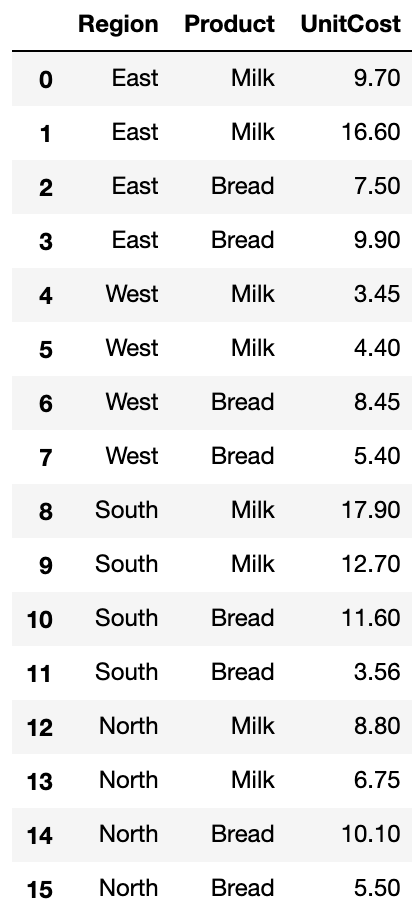 Region Product UnitCost
0 East Milk 9.70
1 East Milk 16.60
2 East Bread 7.50
3 East Bread 9.90
4 West Milk 3.45
5 West Milk 4.40
6 West Bread 8.45
7 West Bread 5.40
8 South Milk 17.90
9 South Milk 12.70
10 South Bread 11.60
11 South Bread 3.56
12 North Milk 8.80
13 North Milk 6.75
14 North Bread 10.10
15 North Bread 5.50